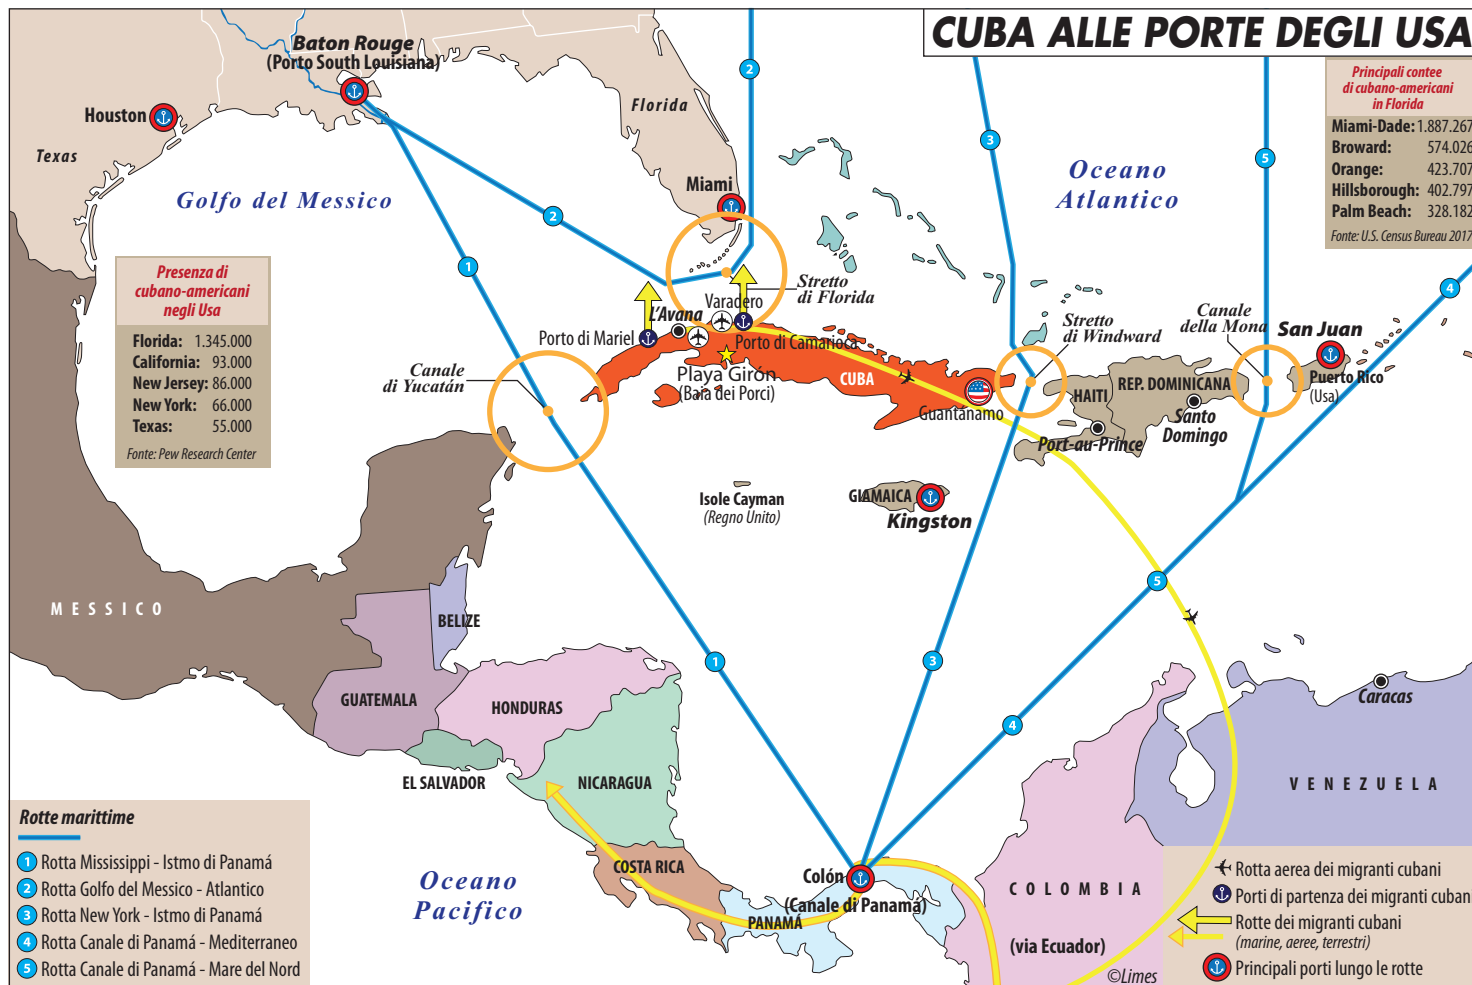 CUBA ALLE PORTE DEGLI USA
Baton Rouge
(Porto South Louisiana)
Houston
Texas
Florida
Miami
Golfo del Messico
Oceano
Atlantico
Principali contee
di cubano-americani
in Florida
Miami-Dade: 1.887.267
Broward: 574.026
Orange: 423.707
Hillsborough: 402.797
Palm Beach: 328.182
Fonte: U.S. Census Bureau 2017
Presenza di
cubano-americani
negli Usa
Florida: 1.345.000
California: 93.000
New Jersey: 86.000
New York: 66.000
Texas: 55.000
Fonte: Pew Research Center
2
3
5
2
1
4
Stretto
di Florida
Varadero
L'Avana
Porto di Mariel
Porto di Camarioca
Playa Girón
(Baia dei Porci)
CUBA
Guantánamo
Canale
di Yucatán
Stretto
di Windward
Canale
della Mona
San Juan
Puerto Rico
(Usa)
REP. DOMINICANA
HAITI
Santo
Domingo
Port-au-Prince
Isole Cayman
(Regno Unito)
GIAMAICA
Kingston
MESSICO
BELIZE
GUATEMALA
HONDURAS
EL SALVADOR
NICARAGUA
COSTA RICA
PANAMÁ
Colón
(Canale di Panamá)
1
3
4
5
Caracas
VENEZUELA
COLOMBIA
(via Ecuador)
Oceano
Pacifico
©Limes
Rotte marittime
1 Rotta Mississippi - Istmo di Panamá
2 Rotta Golfo del Messico - Atlantico
3 Rotta New York - Istmo di Panamá
4 Rotta Canale di Panamá - Mediterraneo
5 Rotta Canale di Panamá - Mare del Nord
Rotta aerea dei migranti cubani
Porti di partenza dei migranti cubani
Rotte dei migranti cubani
(marine, aeree, terrestri)
Principali porti lungo le rotte